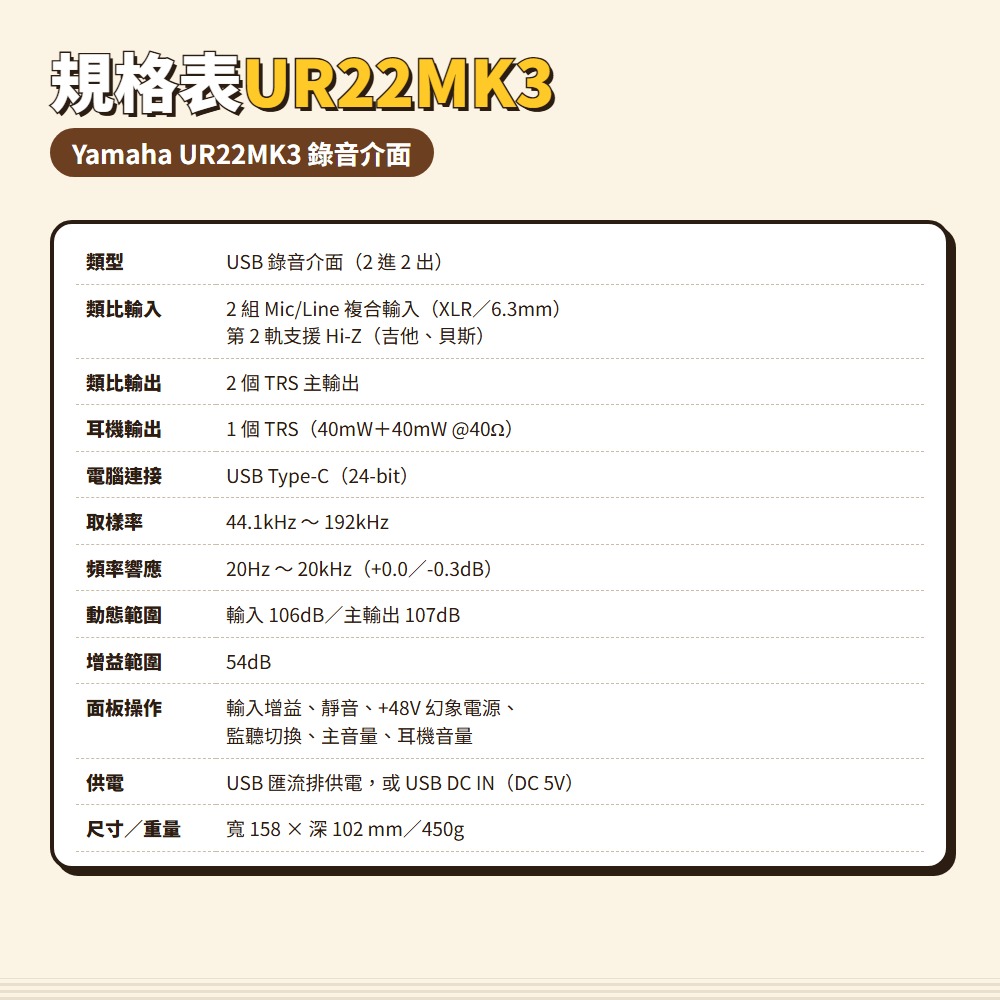 規格表UR22MK3
Yamaha UR22MK3 錄音介面
類型 USB 錄音介面（2 進 2 出）
類比輸入 2 組 Mic/Line 複合輸入（XLR／6.3mm）
第 2 軌支援 Hi-Z（吉他、貝斯）
類比輸出 2 個 TRS 主輸出
耳機輸出 1 個 TRS（40mW＋40mW @40Ω）
電腦連接 USB Type-C（24-bit）
取樣率 44.1kHz ～ 192kHz
頻率響應 20Hz ～ 20kHz（+0.0／-0.3dB）
動態範圍 輸入 106dB／主輸出 107dB
增益範圍 54dB
面板操作 輸入增益、靜音、+48V 幻象電源、
監聽切換、主音量、耳機音量
供電 USB 匯流排供電，或 USB DC IN（DC 5V）
尺寸／重量 寬 158 × 深 102 mm／450g